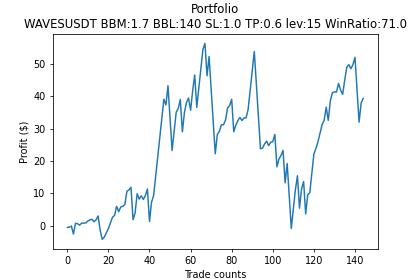 Portfolio
WAVESUSDT BBM:1.7 BBL:140 SL:1.0 TP:0.6 lev:15 WinRatio:71.0
Profit ($)
50
40
30
20
10
0
0 20 40 60 80 100 120 140
Trade counts